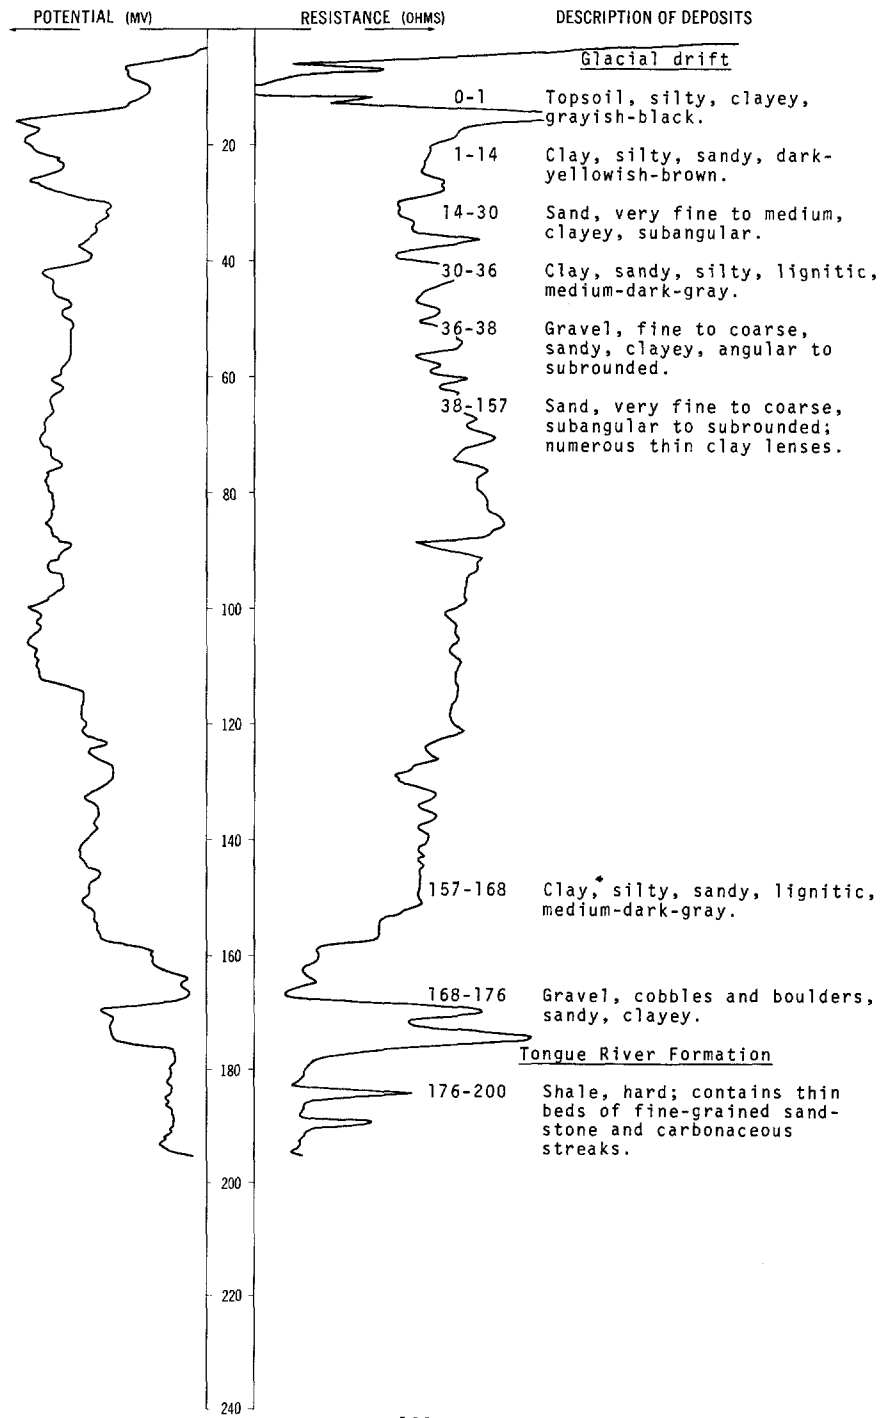 POTENTIAL (MV) RESISTANCE (OHMS) DESCRIPTION OF DEPOSITS
Glacial drift
0-1 Topsoil, silty, clayey,
grayish-black.
20
1-14 Clay, silty, sandy, dark-
yellowish-brown.
14-30 Sand, very fine to medium,
clayey, subangular.
40
30-36 Clay, sandy, silty, lignitic,
medium-dark-gray.
36-38 Gravel, fine to coarse,
sandy, clayey, angular to
subrounded.
60
38-157 Sand, very fine to coarse,
subangular to subrounded;
numerous thin clay lenses.
80
100
120
140
157-168 Clay, silty, sandy, lignitic,
medium-dark-gray.
160
168-176 Gravel, cobbles and boulders,
sandy, clayey.
Tongue River Formation
180
176-200 Shale, hard; contains thin
beds of fine-grained sand-
stone and carbonaceous
streaks.
200
220
240